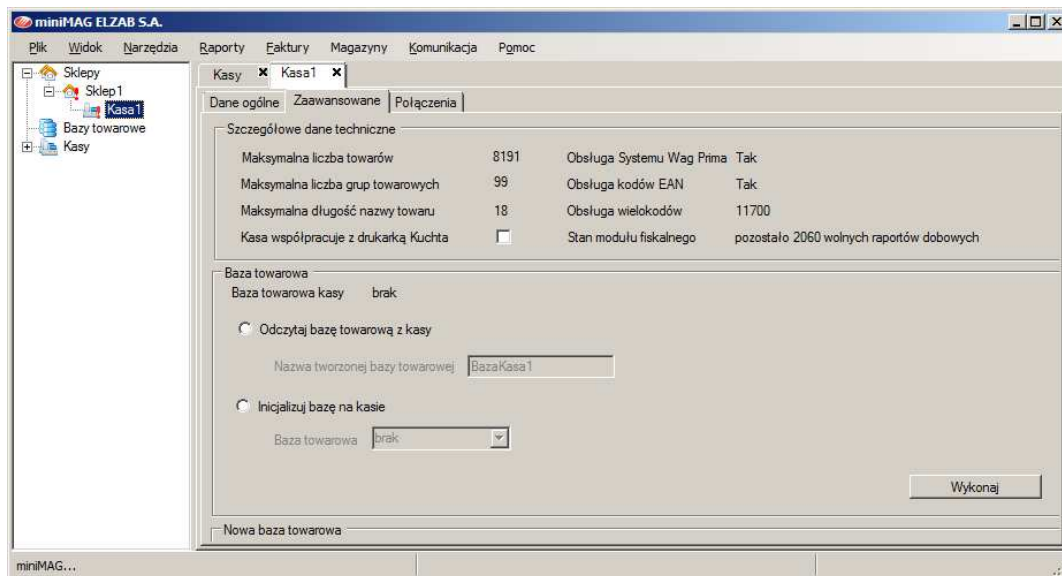 miniMAG ELZAB S.A.
Plik Widok Narzędzia Raporty Faktury Magazyny Komunikacja Pomoc
Sklepy
Sklep1
Kasa1
Bazy towarowe
Kasy
Kasy Kasa1
Dane ogólne Zaawansowane Połączenia
Szczegółowe dane techniczne
Maksymalna liczba towarów 8191 Obsługa Systemu Wag Prima Tak
Maksymalna liczba grup towarowych 99 Obsługa kodów EAN Tak
Maksymalna długość nazwy towaru 18 Obsługa wielokodów 11700
Kasa współpracuje z drukarką Kuchta Stan modułu fiskalnego pozostało 2060 wolnych raportów dobowych
Baza towarowa
Baza towarowa kasy brak
Odczytaj bazę towarową z kasy
Nazwa tworzonej bazy towarowej BazaKasa1
Inicjalizuj bazę na kasie
Baza towarowa brak
Wykonaj
Nowa baza towarowa
miniMAG...